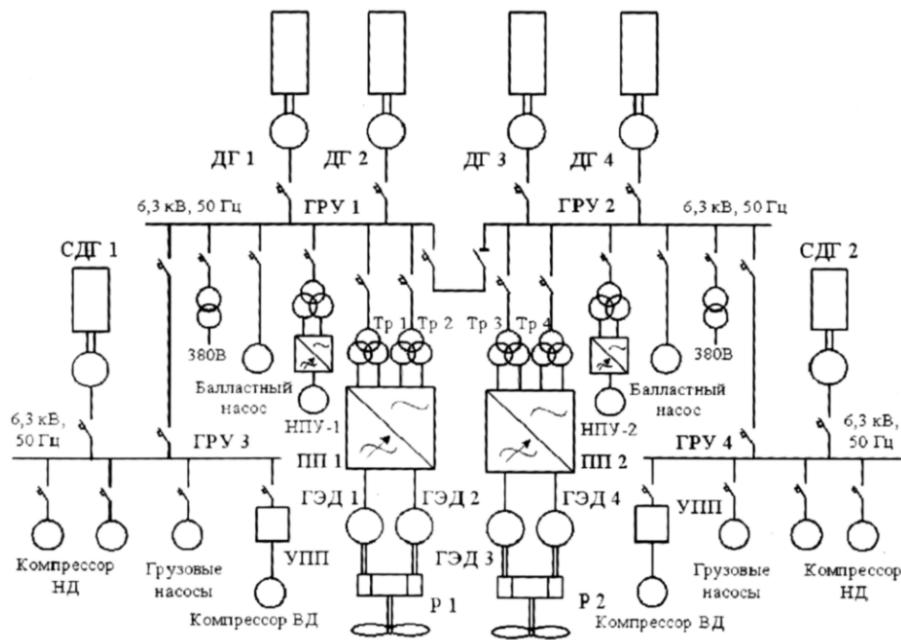 ДГ 1
ДГ 2
ДГ 3
ДГ 4
6,3 кВ, 50 Гц
ГРУ 1
ГРУ 2
6,3 кВ, 50 Гц
СДГ 1
СДГ 2
Тр 1
Тр 2
Тр 3
Тр 4
380В
380В
Балластный
насос
Балластный
насос
НПУ-1
НПУ-2
6,3 кВ,
50 Гц
ГРУ 3
ПП 1
ПП 2
ГРУ 4
6,3 кВ,
50 Гц
ГЭД 1
ГЭД 2
ГЭД 4
УПП
УПП
ГЭД 3
Компрессор
НД
Грузовые
насосы
Грузовые
насосы
Компрессор
НД
Р 1
Р 2
Компрессор ВД
Компрессор ВД